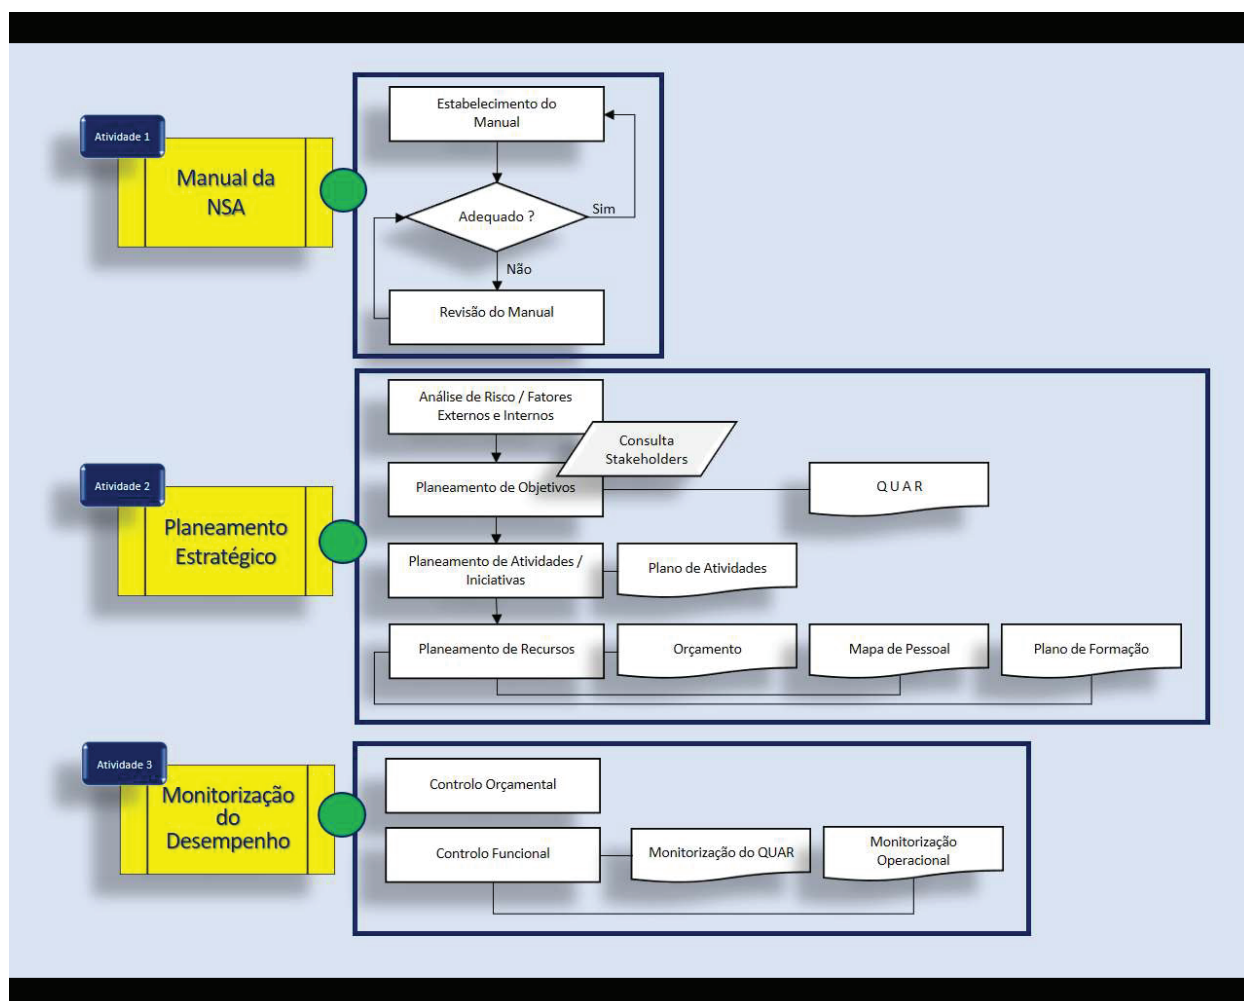 Atividade 1
Manual da
NSA
Estabelecimento do
Manual
Adequado ?
Sim
Não
Revisão do Manual
Atividade 2
Planeamento
Estratégico
Análise de Risco / Fatores
Externos e Internos
Consulta
Stakeholders
Planeamento de Objetivos
Q U A R
Planeamento de Atividades /
Iniciativas
Plano de Atividades
Planeamento de Recursos
Orçamento
Mapa de Pessoal
Plano de Formação
Atividade 3
Monitorização
do
Desempenho
Controlo Orçamental
Controlo Funcional
Monitorização do QUAR
Monitorização
Operacional